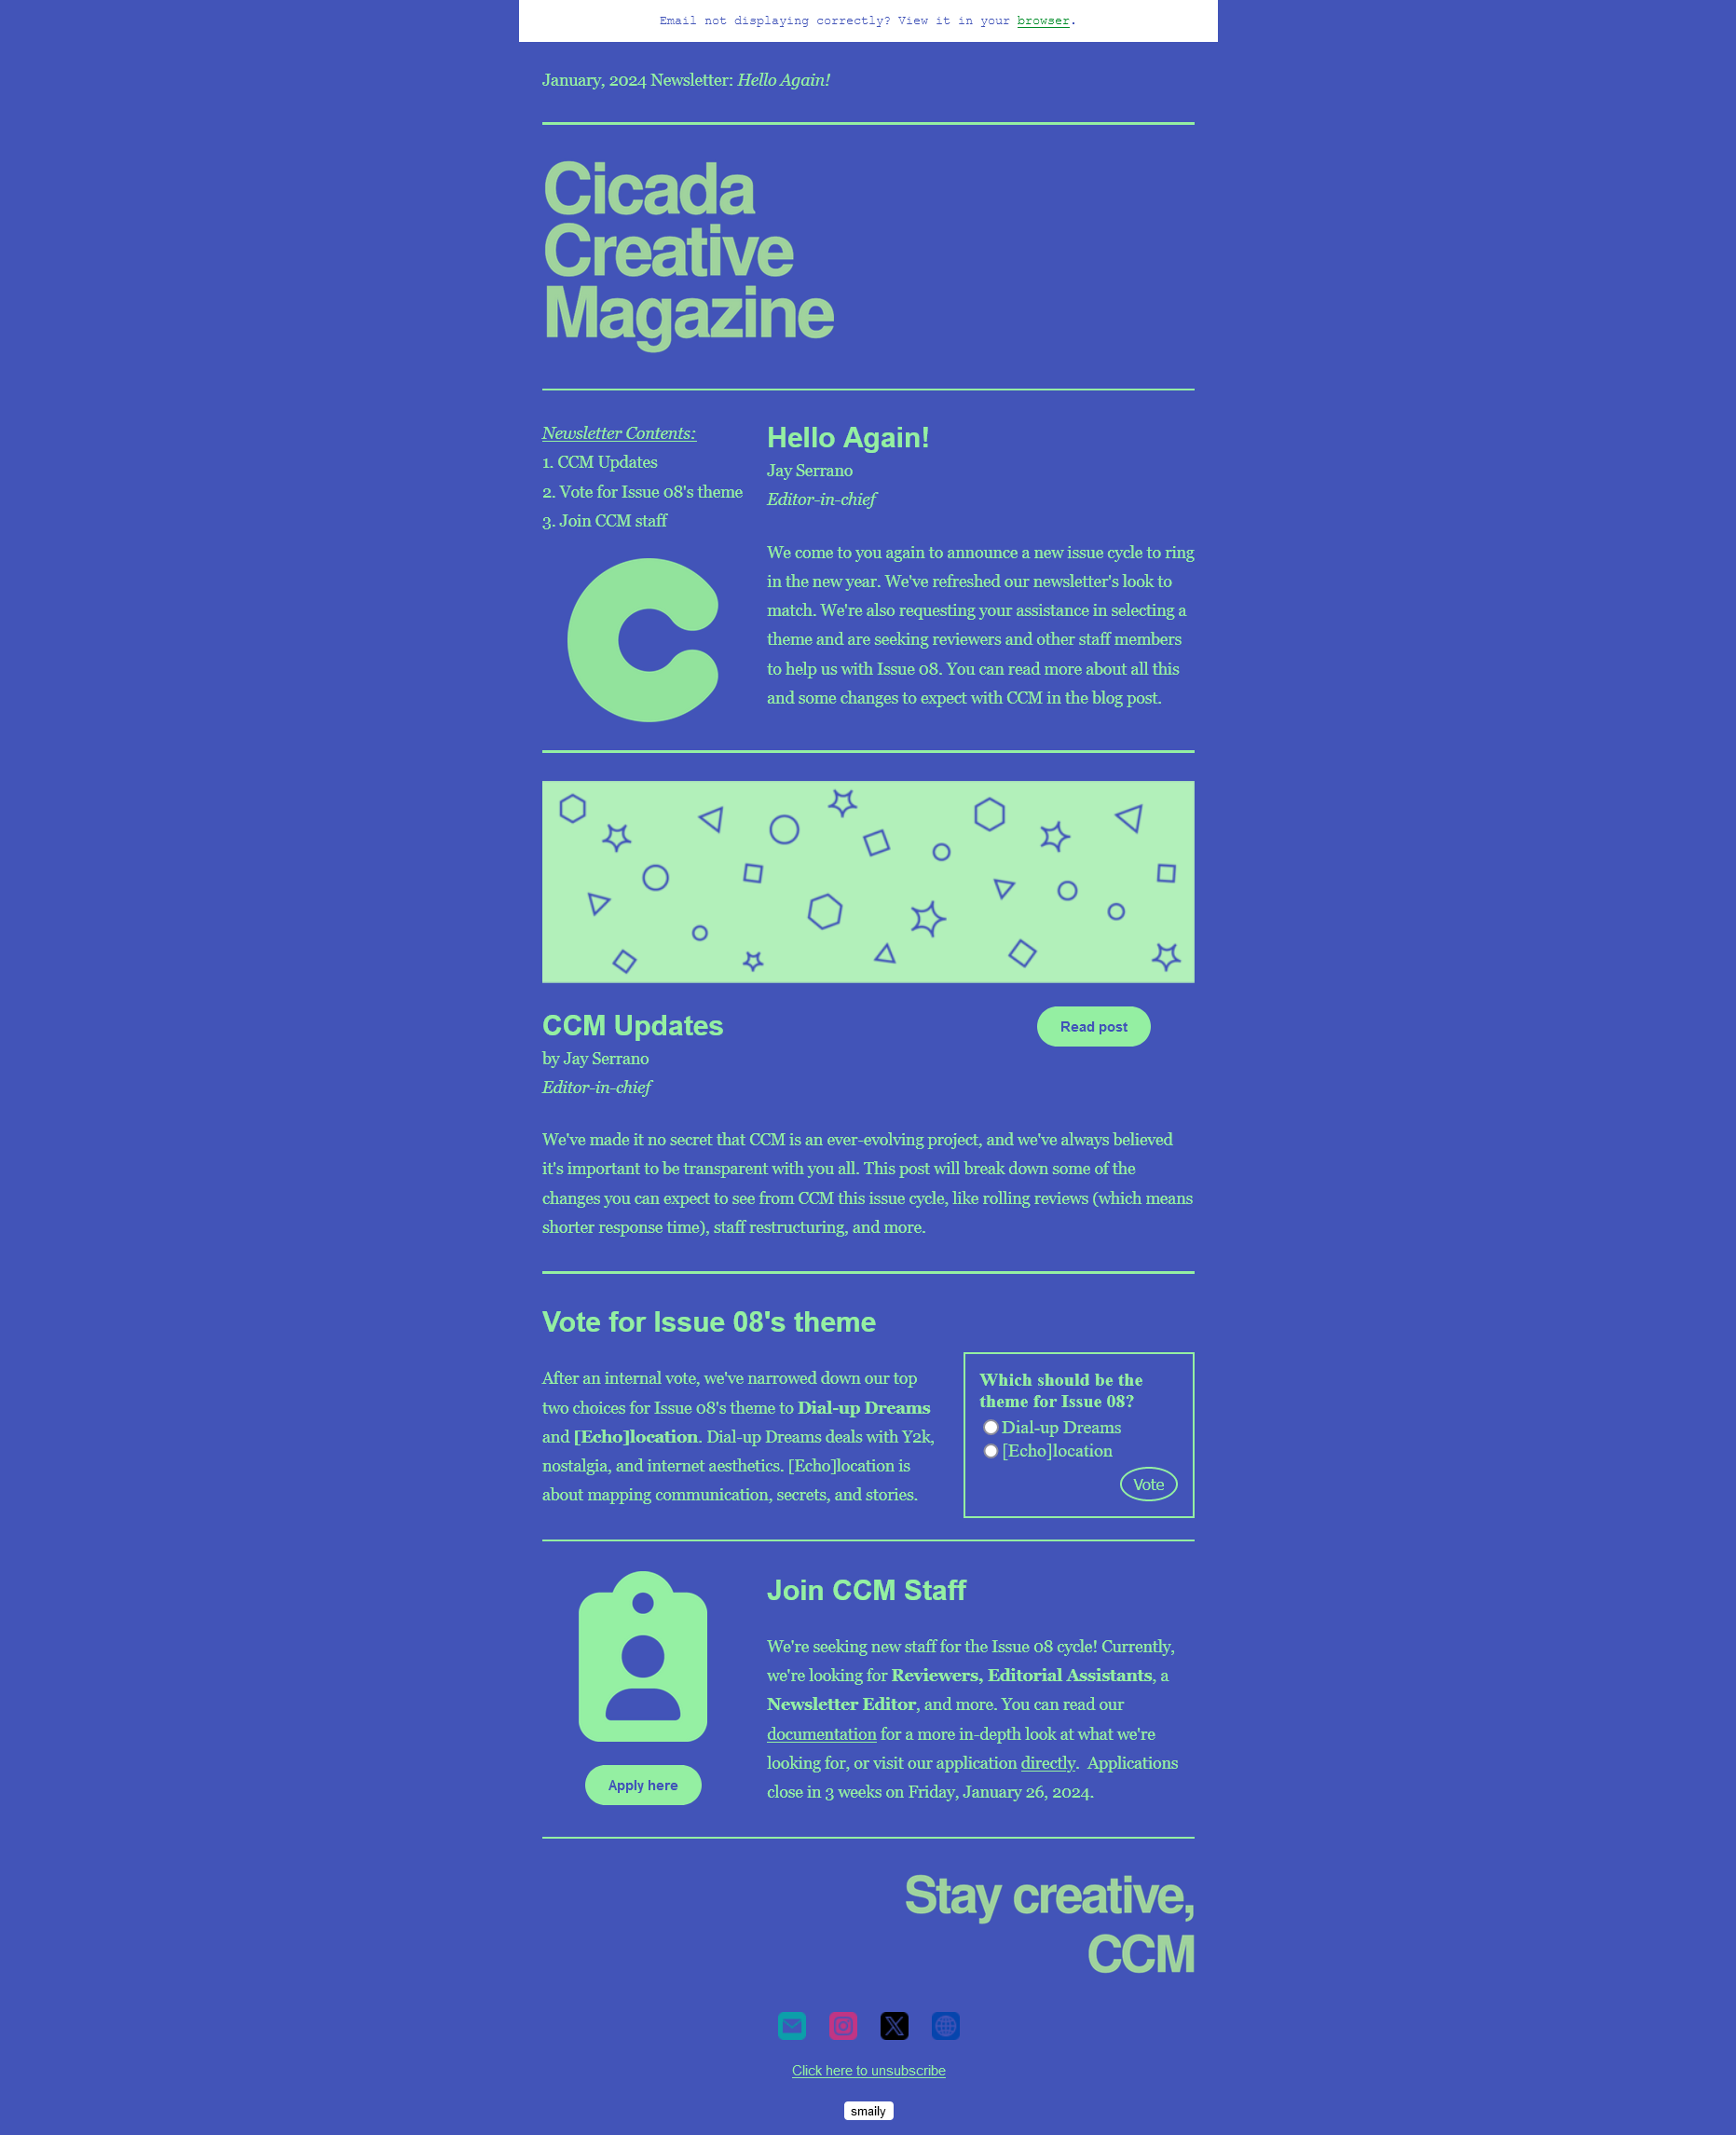 Email not displaying correctly? View it in your browser.
January, 2024 Newsletter: Hello Again!
Cicada
Creative
Magazine
Newsletter Contents:
1. CCM Updates
2. Vote for Issue 08's theme
3. Join CCM staff
Hello Again!
Jay Serrano
Editor-in-chief
We come to you again to announce a new issue cycle to ring
in the new year. We've refreshed our newsletter's look to
match. We're also requesting your assistance in selecting a
theme and are seeking reviewers and other staff members
to help us with Issue 08. You can read more about all this
and some changes to expect with CCM in the blog post.
CCM Updates
by Jay Serrano
Editor-in-chief
Read post
We've made it no secret that CCM is an ever-evolving project, and we've always believed
it's important to be transparent with you all. This post will break down some of the
changes you can expect to see from CCM this issue cycle, like rolling reviews (which means
shorter response time), staff restructuring, and more.
Vote for Issue 08's theme
After an internal vote, we've narrowed down our top
two choices for Issue 08's theme to Dial-up Dreams
and [Echo]location. Dial-up Dreams deals with Y2k,
nostalgia, and internet aesthetics. [Echo]location is
about mapping communication, secrets, and stories.
Which should be the
theme for Issue 08?
Dial-up Dreams
[Echo]location
Vote
Apply here
Join CCM Staff
We're seeking new staff for the Issue 08 cycle! Currently,
we're looking for Reviewers, Editorial Assistants, a
Newsletter Editor, and more. You can read our
documentation for a more in-depth look at what we're
looking for, or visit our application directly.  Applications
close in 3 weeks on Friday, January 26, 2024.
Stay creative,
CCM
Click here to unsubscribe
smaily